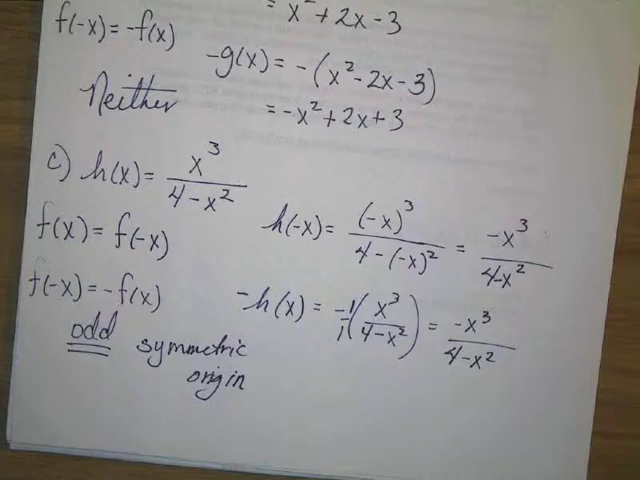 = x² + 2x - 3
f(-x) = -f(x)
-g(x) = -(x² - 2x - 3)
Neither
= -x² + 2x + 3
c) h(x) = x³ / 4 - x²
h(-x) = (-x)³ / 4 - (-x)² = -x³ / 4 - x²
f(x) = f(-x)
f(-x) = -f(x)
-h(x) = -1/1 (x³ / 4 - x²) = -x³ / 4 - x²
odd
symmetric
origin